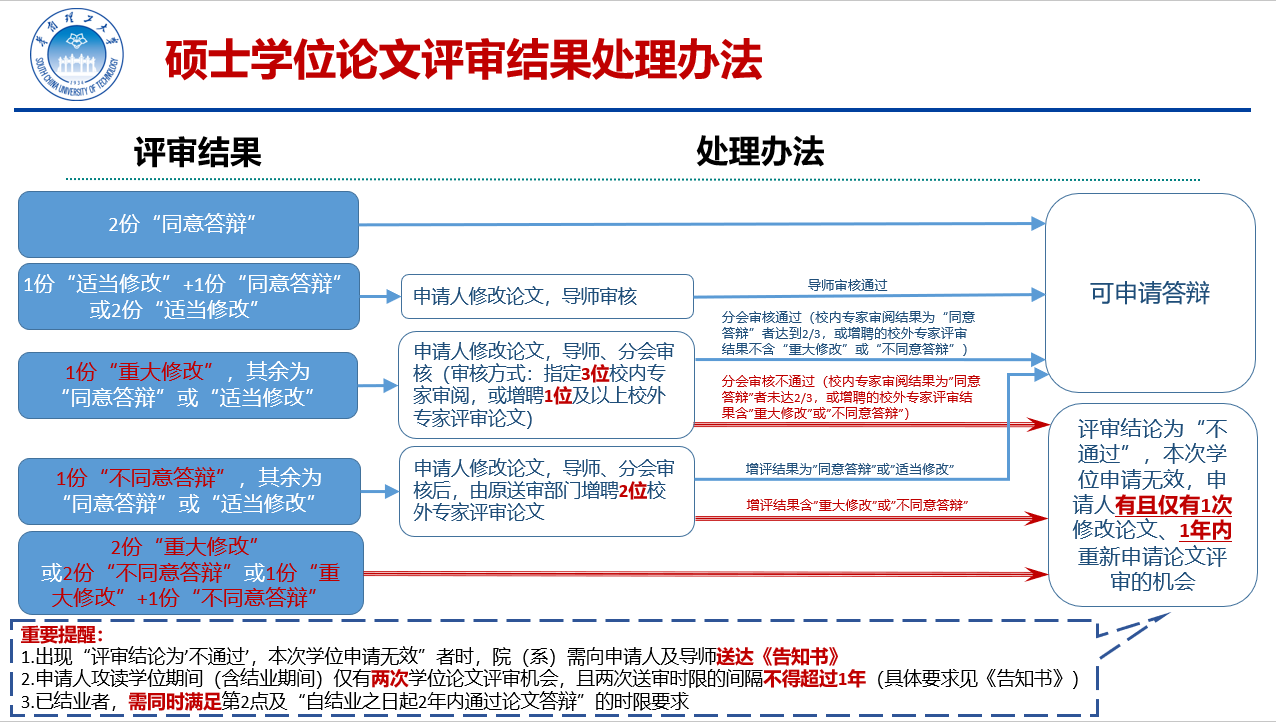 华南理工大学
SOUTH CHINA UNIVERSITY OF TECHNOLOGY
1934
硕士学位论文评审结果处理办法
评审结果
处理办法
2份“同意答辩”
1份“适当修改”+1份“同意答辩”
或2份“适当修改”
申请人修改论文，导师审核
导师审核通过
可申请答辩
1份“重大修改”，其余为
“同意答辩”或“适当修改”
申请人修改论文，导师、分会审
核（审核方式：指定3位校内专
家审阅，或增聘1位及以上校外
专家评审论文)
分会审核通过（校内专家审阅结果为“同意
答辩”者达到2/3，或增聘的校外专家评审
结果不含“重大修改”或“不同意答辩”）
分会审核不通过（校内专家审阅结果为”同意
答辩”者未达2/3，或增聘的校外专家评审结
果含”重大修改”或”不同意答辩”）
1份“不同意答辩”，其余为
“同意答辩”或“适当修改”
申请人修改论文，导师、分会审
核后，由原送审部门增聘2位校
外专家评审论文
增评结果为”同意答辩”或”适当修改”
增评结果含”重大修改”或”不同意答辩”
2份“重大修改”
或2份“不同意答辩”或1份“重
大修改”+1份“不同意答辩”
评审结论为“不
通过”，本次学
位申请无效，申
请人有且仅有1次
修改论文、1年内
重新申请论文评
审的机会
重要提醒：
1.出现“评审结论为‘不通过’，本次学位申请无效”者时，院（系）需向申请人及导师送达《告知书》
2.申请人攻读学位期间（含结业期间）仅有两次学位论文评审机会，且两次送审时限的间隔不得超过1年（具体要求见《告知书》）
3.已结业者，需同时满足第2点及“自结业之日起2年内通过论文答辩”的时限要求